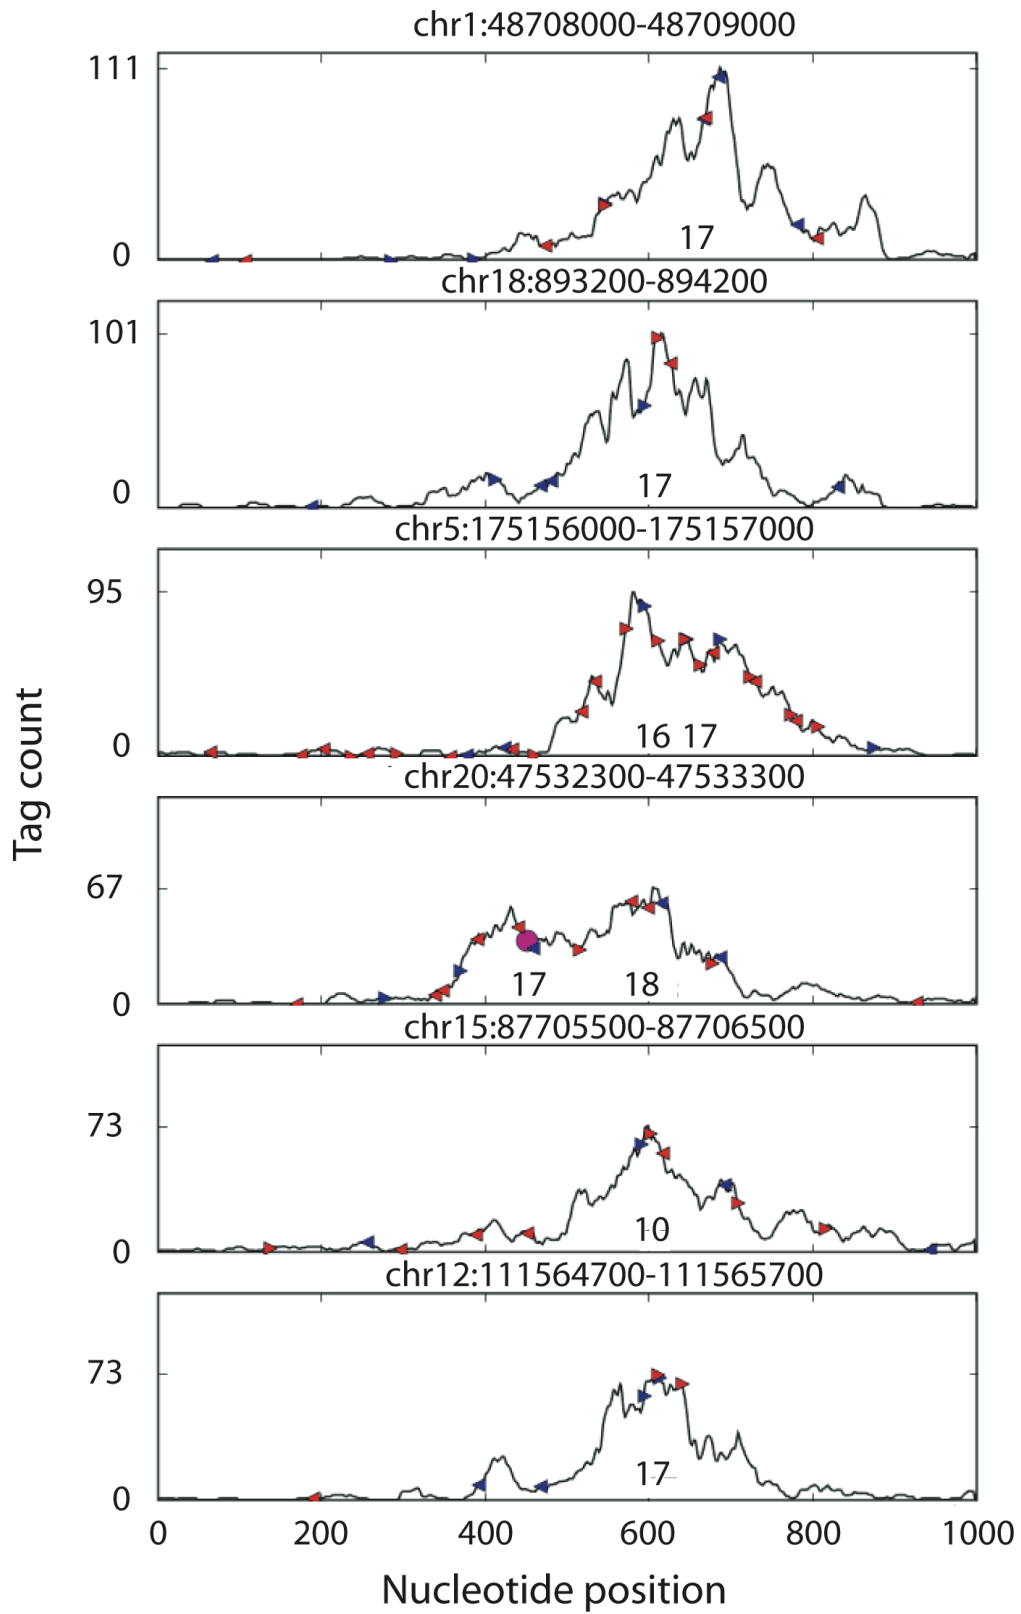 chr1:48708000-48709000
111
17
0
chr18:893200-894200
101
17
0
chr5:175156000-175157000
95
16 17
0
chr20:47532300-47533300
67
17 18
0
chr15:87705500-87706500
73
10
0
chr12:111564700-111565700
73
17
0
0 200 400 600 800 1000
Nucleotide position
Tag count